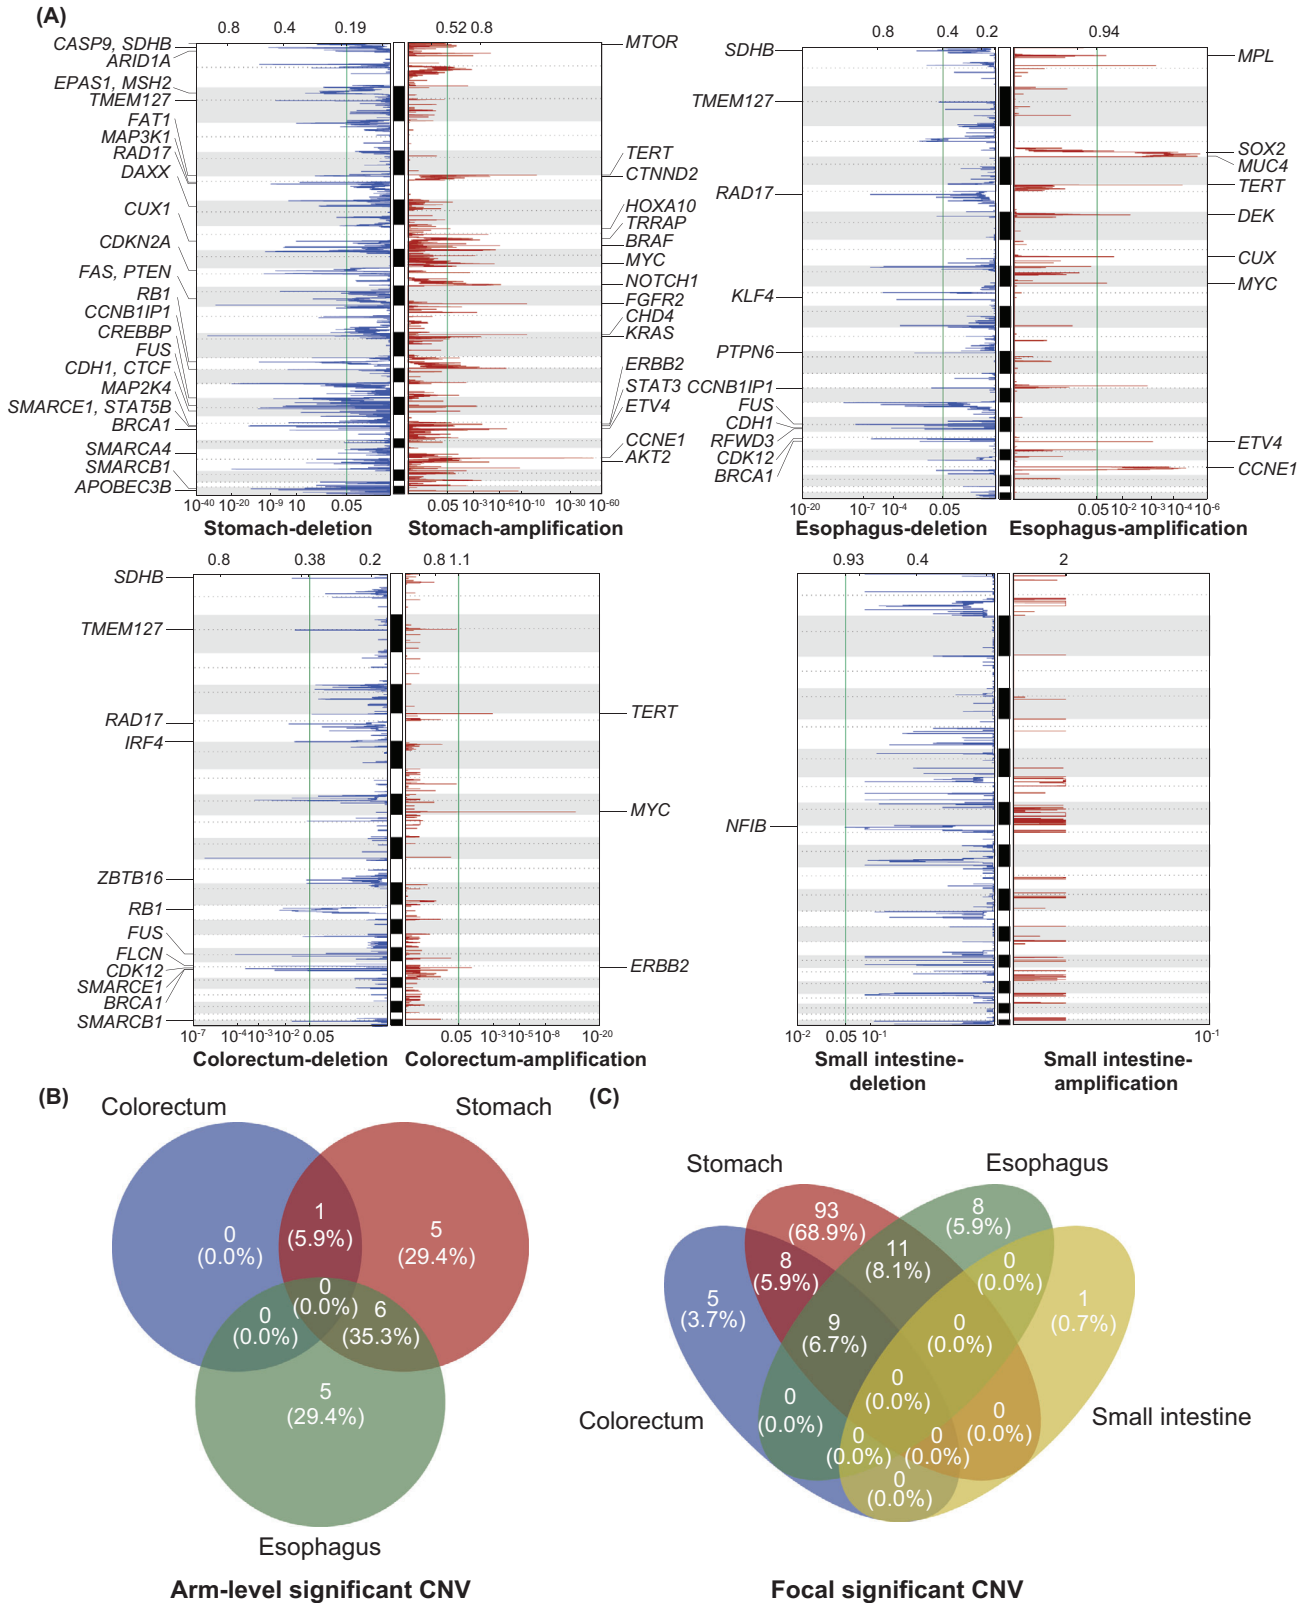 (A)
0.8 0.4 0.19 0.52 0.8
CASP9, SDHB
ARID1A
EPAS1, MSH2
TMEM127
FAT1
MAP3K1
RAD17
DAXX
CUX1
CDKN2A
FAS, PTEN
RB1
CCNB1IP1
CREBBP
FUS
CDH1, CTCF
MAP2K4
SMARCE1, STAT5B
BRCA1
SMARCA4
SMARCB1
APOBEC3B
MTOR
TERT
CTNND2
HOXA10
TRRAP
BRAF
MYC
NOTCH1
FGFR2
CHD4
KRAS
ERBB2
STAT3
ETV4
CCNE1
AKT2
10-40 10-20 10-9 10 0.05 0.05 10-3 10-6 10-10 10-30 10-60
Stomach-deletion Stomach-amplification
0.8 0.4 0.2 0.94
SDHB
TMEM127
RAD17
KLF4
PTPN6
CCNB1IP1
FUS
CDH1
RFWD3
CDK12
BRCA1
MPL
SOX2
MUC4
TERT
DEK
CUX
MYC
ETV4
CCNE1
10-20 10-7 10-4 0.05 0.05 10-2 10-3 10-4 10-6
Esophagus-deletion Esophagus-amplification
0.8 0.38 0.2 0.8 1.1
SDHB
TMEM127
RAD17
IRF4
ZBTB16
RB1
FUS
FLCN
CDK12
SMARCE1
BRCA1
SMARCB1
TERT
MYC
ERBB2
10-7 10-4 10-3 10-2 0.05 0.05 10-3 10-5 10-8 10-20
Colorectum-deletion Colorectum-amplification
0.93 0.4 2
NFIB
10-2 0.05 10-1 10-1
Small intestine-
deletion
Small intestine-
amplification
(B)
Colorectum
Stomach
1
(5.9%)
0
(0.0%)
5
(29.4%)
0
(0.0%)
0
(0.0%)
6
(35.3%)
5
(29.4%)
Esophagus
Arm-level significant CNV
(C)
Stomach
Esophagus
93
(68.9%)
8
(5.9%)
11
(8.1%)
8
(5.9%)
0
(0.0%)
5
(3.7%)
1
(0.7%)
9
(6.7%)
0
(0.0%)
0
(0.0%)
0
(0.0%)
0
(0.0%)
Colorectum
Small intestine
0
(0.0%)
0
(0.0%)
0
(0.0%)
Focal significant CNV